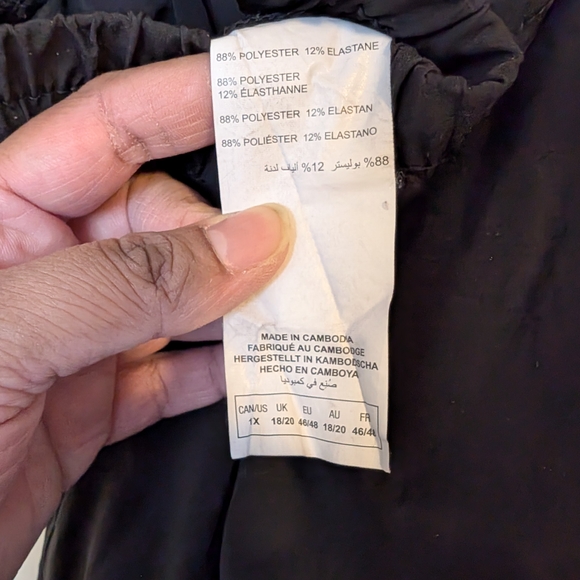 88% POLYESTER 12% ELASTANE
88% POLYESTER
12% ÉLASTHANNE
88% POLYESTER 12% ELASTAN
88% POLIÉSTER 12% ELASTANO
88% بوليستر 12% ألياف لدنة
MADE IN CAMBODIA
FABRIQUÉ AU CAMBODGE
HERGESTELLT IN KAMBODSCHA
HECHO EN CAMBOYA
صُنع في كمبوديا
CAN/US UK EU AU FR
1X 18/20 46/48 18/20 46/48